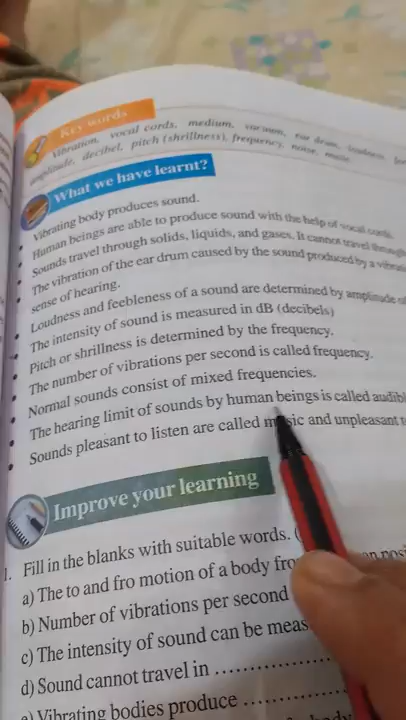 Key words
Vibration, vocal cords, medium, vacuum, ear drum, loudness,
amplitude, decibel, pitch (shrillness), frequency, noise, music
What we have learnt?
• Vibrating body produces sound.
• Human beings are able to produce sound with the help of vocal cords.
• Sounds travel through solids, liquids, and gases. It cannot travel through
• The vibration of the ear drum caused by the sound produced by a
sense of hearing.
• Loudness and feebleness of a sound are determined by amplitude of
• The intensity of sound is measured in dB (decibels)
• Pitch or shrillness is determined by the frequency.
• The number of vibrations per second is called frequency.
• Normal sounds consist of mixed frequencies.
• The hearing limit of sounds by human beings is called
• Sounds pleasant to listen are called music and unpleasant
Improve your learning
1. Fill in the blanks with suitable words. (
a) The to and fro motion of a body
b) Number of vibrations per second
c) The intensity of sound can be
d) Sound cannot travel in ..................
e) Vibrating bodies produce ..................